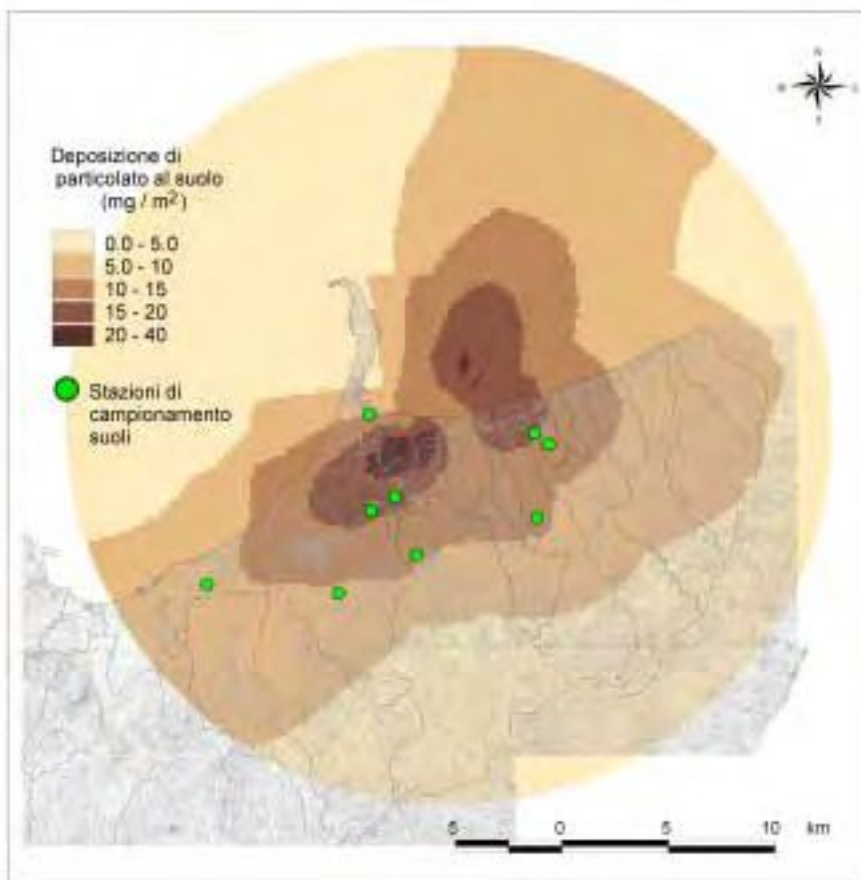 N
Deposizione di
particolato al suolo
(mg / m²)
0.0 - 5.0
5.0 - 10
10 - 15
15 - 20
20 - 40
Stazioni di
campionamento
suoli
5 0 5 10 km